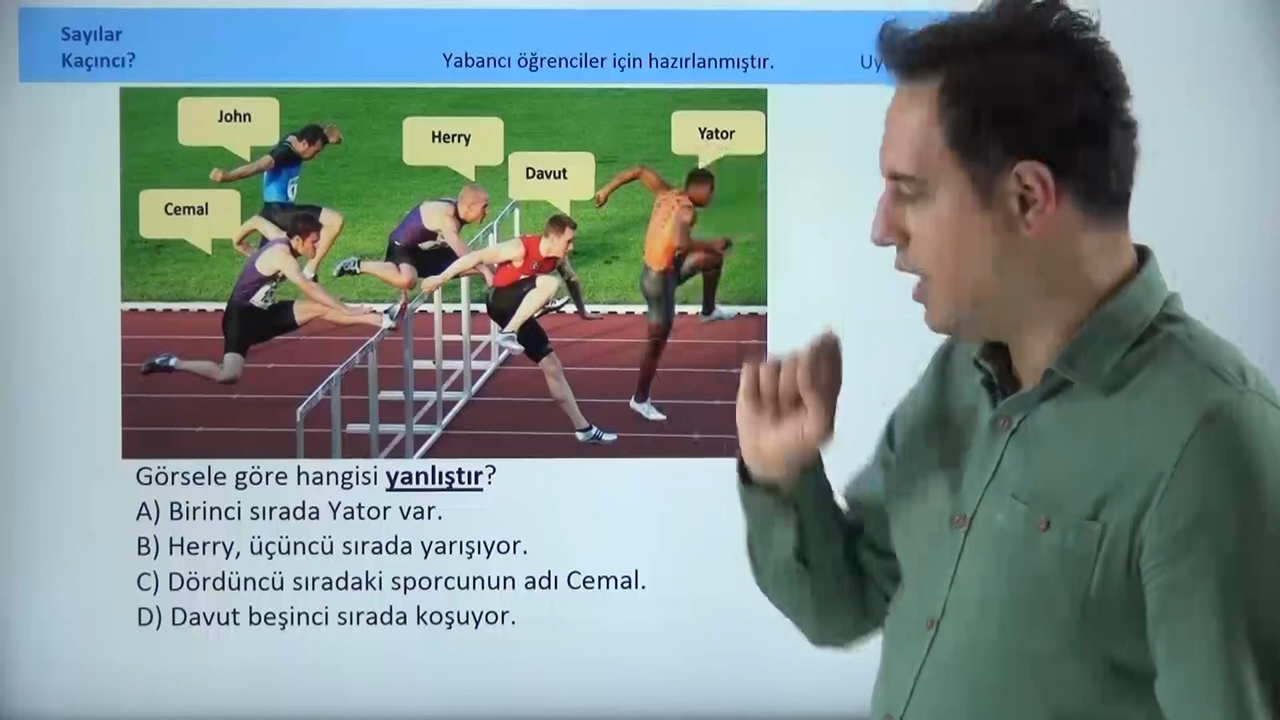 Sayılar
Kaçıncı?
Yabancı öğrenciler için hazırlanmıştır.
John
Herry
Yator
Davut
Cemal
Görsele göre hangisi yanlıştır?
A) Birinci sırada Yator var.
B) Herry, üçüncü sırada yarışıyor.
C) Dördüncü sıradaki sporcunun adı Cemal.
D) Davut beşinci sırada koşuyor.